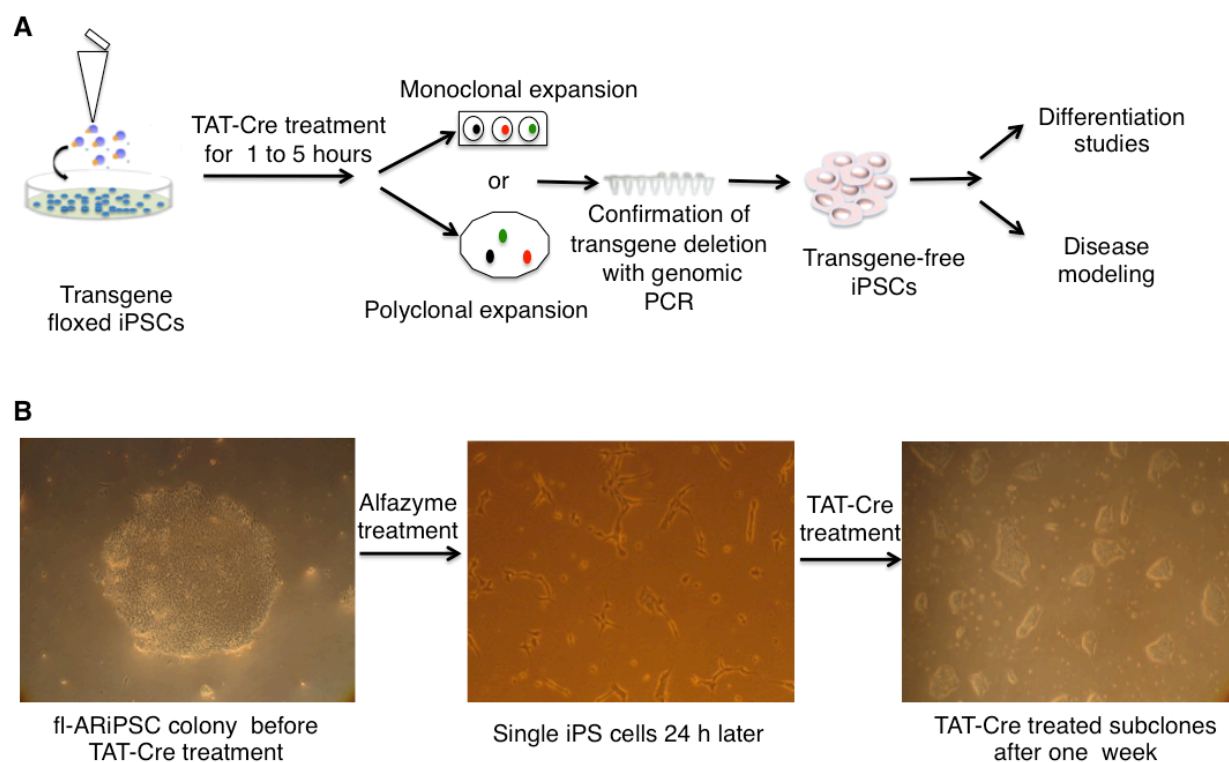 A
Transgene
floxed iPSCs
TAT-Cre treatment
for 1 to 5 hours
Monoclonal expansion
or
Polyclonal expansion
Confirmation of
transgene deletion
with genomic
PCR
Transgene-free
iPSCs
Differentiation
studies
Disease
modeling
B
fl-ARiPSC colony before
TAT-Cre treatment
Alfazyme
treatment
Single iPS cells 24 h later
TAT-Cre
treatment
TAT-Cre treated subclones
after one week